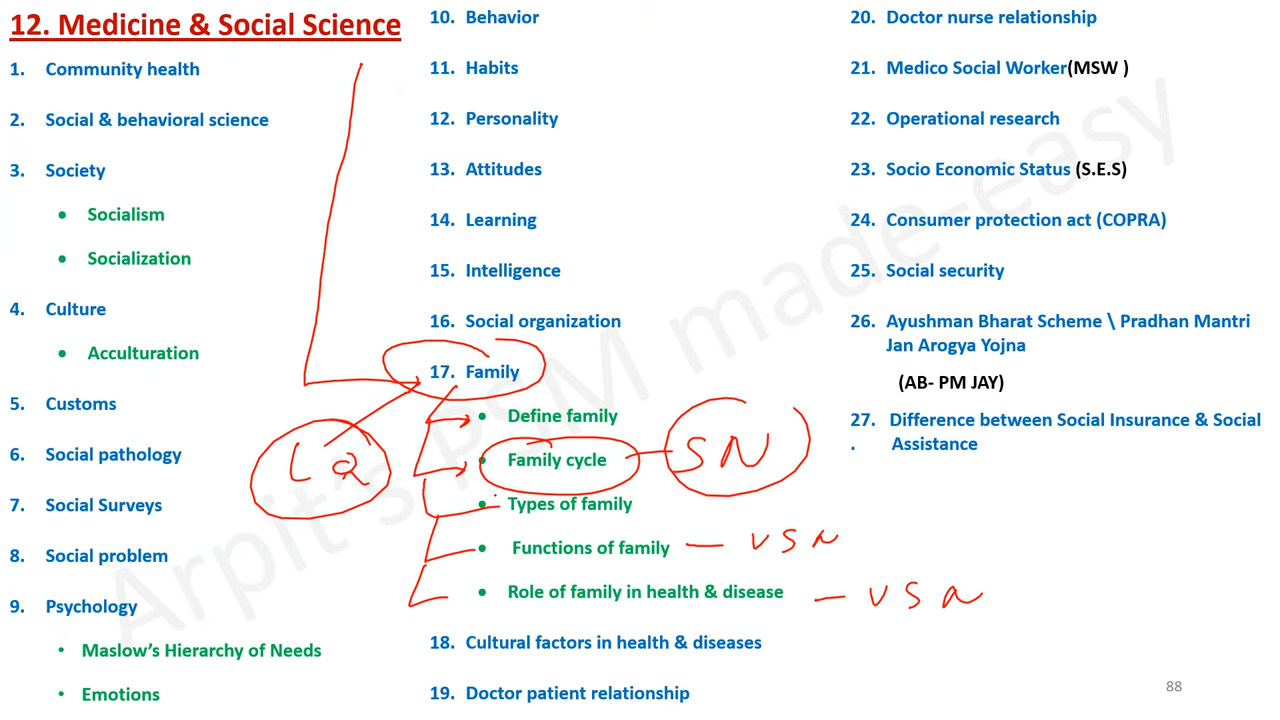 12. Medicine & Social Science
1. Community health
2. Social & behavioral science
3. Society
• Socialism
• Socialization
4. Culture
• Acculturation
5. Customs
6. Social pathology
7. Social Surveys
8. Social problem
9. Psychology
• Maslow's Hierarchy of Needs
• Emotions
10. Behavior
11. Habits
12. Personality
13. Attitudes
14. Learning
15. Intelligence
16. Social organization
17. Family
LQ
• Define family
• Family cycle
SN
• Types of family
• Functions of family – VSN
• Role of family in health & disease – VSN
18. Cultural factors in health & diseases
19. Doctor patient relationship
20. Doctor nurse relationship
21. Medico Social Worker(MSW )
22. Operational research
23. Socio Economic Status (S.E.S)
24. Consumer protection act (COPRA)
25. Social security
26. Ayushman Bharat Scheme \ Pradhan Mantri
Jan Arogya Yojna
(AB- PM JAY)
27. Difference between Social Insurance & Social
. Assistance
Arpit's PSM made-easy
88